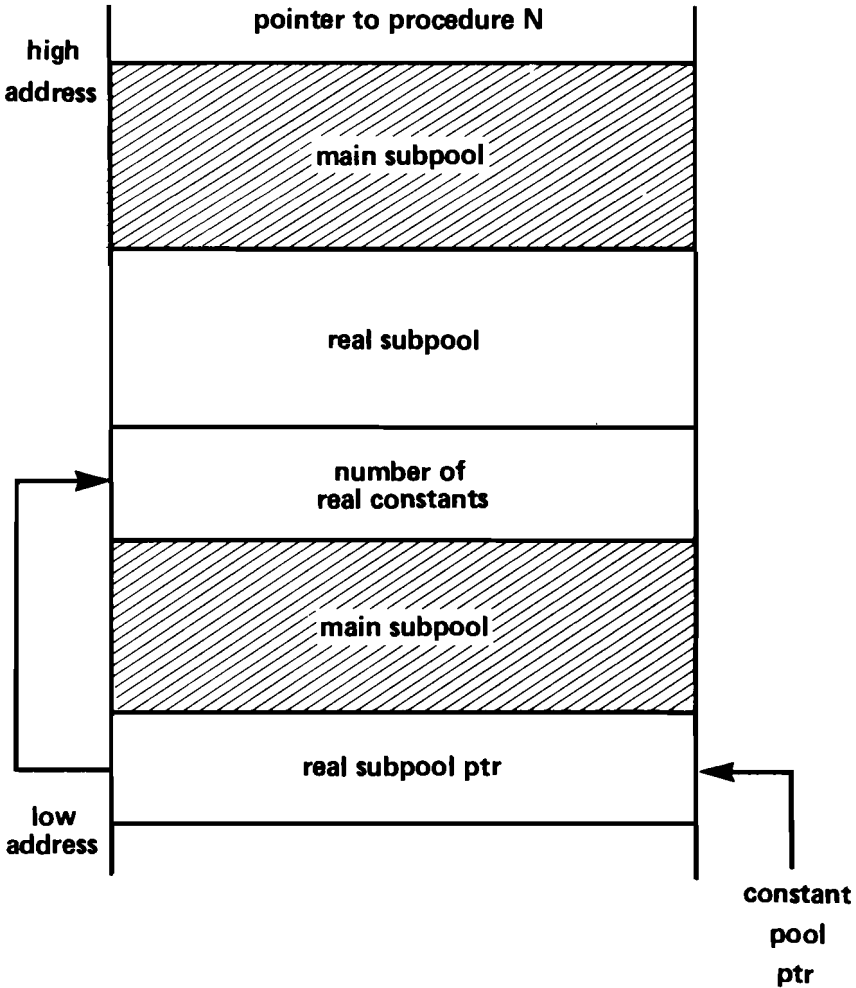 pointer to procedure N
high
address
main subpool
real subpool
number of
real constants
main subpool
real subpool ptr
low
address
constant
pool
ptr